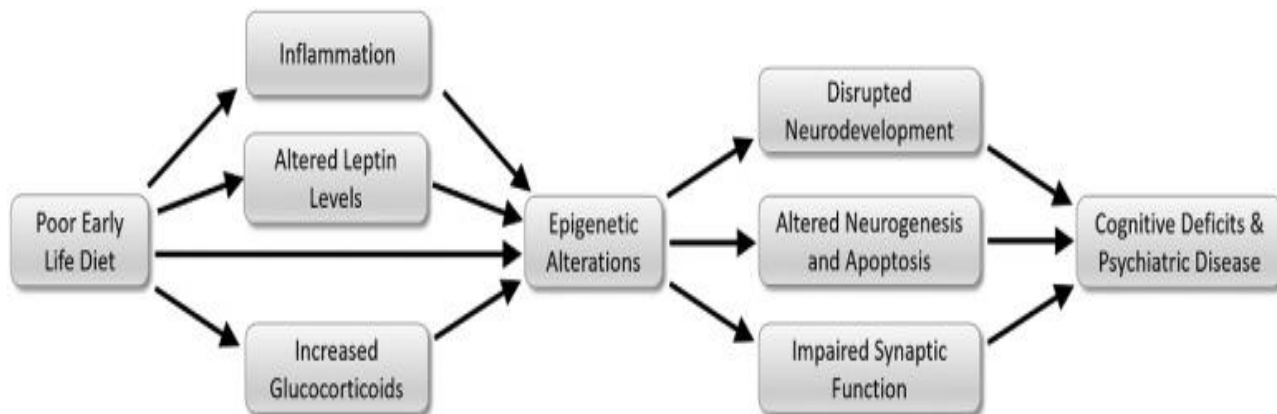 Poor Early
Life Diet
Inflammation
Altered Leptin
Levels
Increased
Glucocorticoids
Epigenetic
Alterations
Disrupted
Neurodevelopment
Altered Neurogenesis
and Apoptosis
Impaired Synaptic
Function
Cognitive Deficits &
Psychiatric Disease